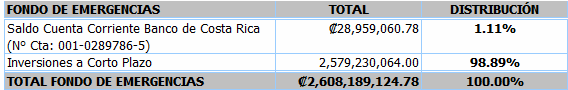 FONDO DE EMERGENCIAS TOTAL DISTRIBUCIÓN
Saldo Cuenta Corriente Banco de Costa Rica ₡28,959,060.78 1.11%
(N° Cta: 001-0289786-5)
Inversiones a Corto Plazo 2,579,230,064.00 98.89%
TOTAL FONDO DE EMERGENCIAS ₡2,608,189,124.78 100.00%